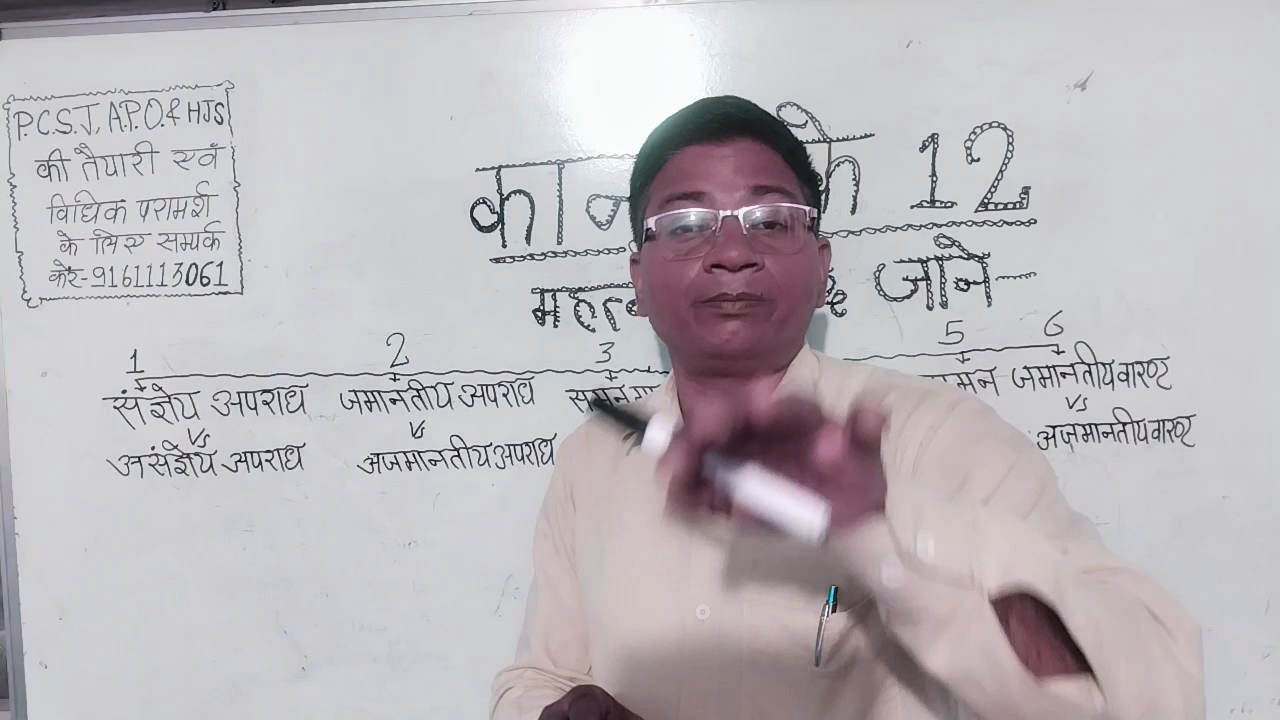 P.C.S.J, A.P.O. & HJS
की तैयारी एवं
विधिक परामर्श
के लिए सम्पर्क
करें-9161113061
के 12
जाने
1 2 3 5 6
संज्ञेय अपराध जमानतीय अपराध जमानतीय वारण्ट
vs vs vs
असंज्ञेय अपराध अजमानतीय अपराध अजमानतीय वारण्ट